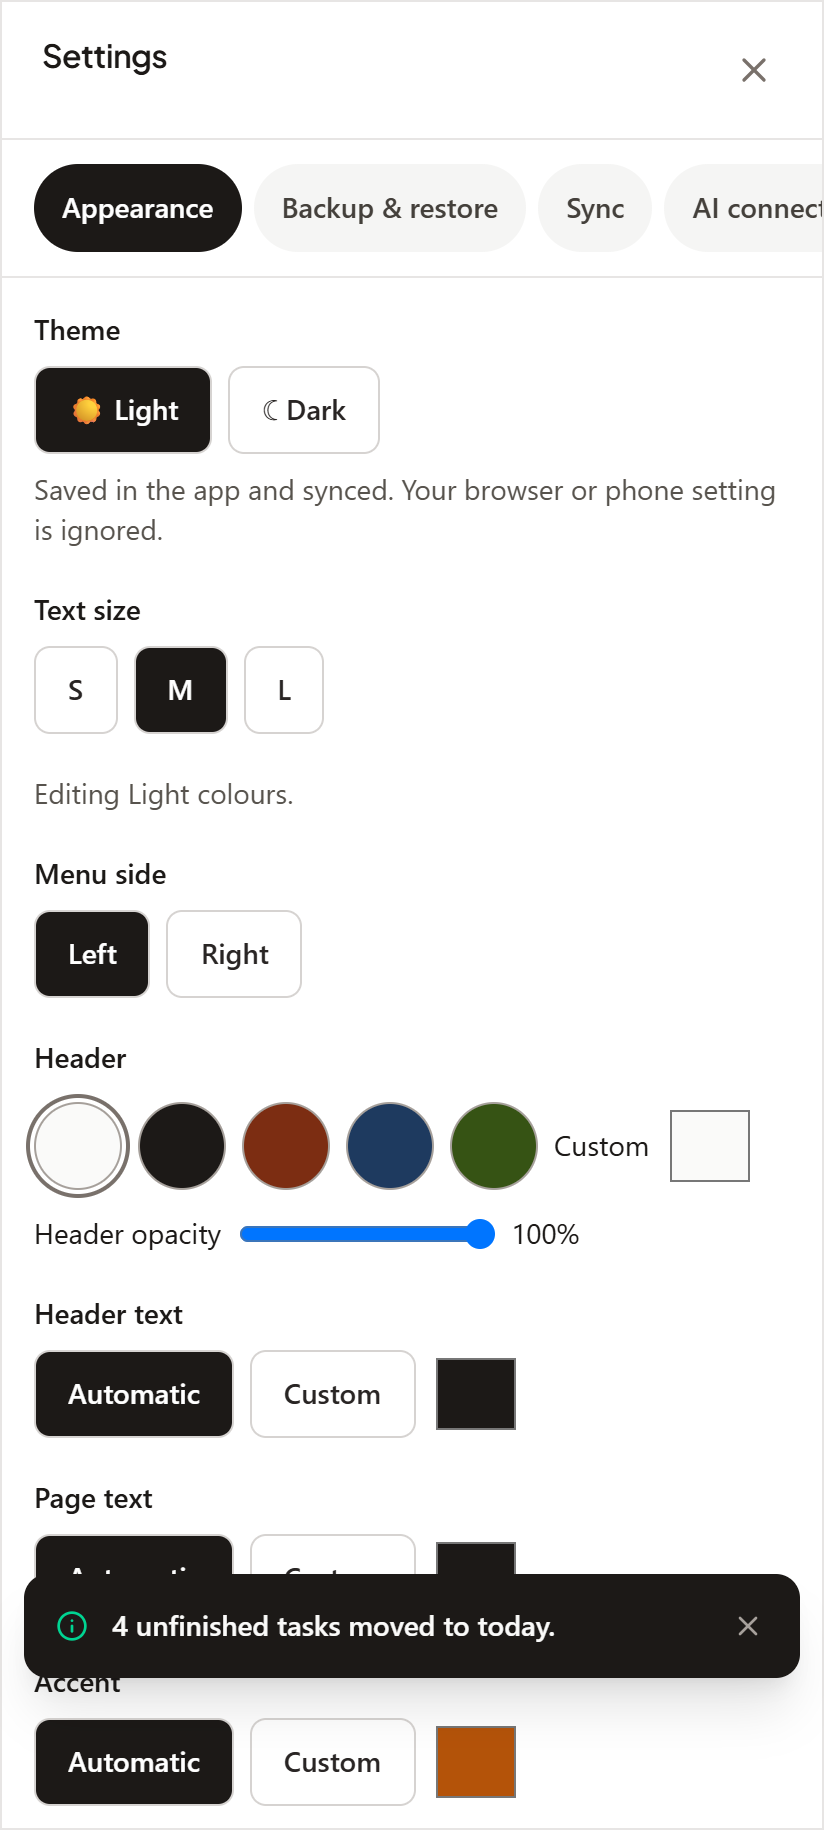 Settings
Appearance
Backup & restore
Sync
AI connect
Theme
Light
Dark
Saved in the app and synced. Your browser or phone setting
is ignored.
Text size
S
M
L
Editing Light colours.
Menu side
Left
Right
Header
Custom
Header opacity
100%
Header text
Automatic
Custom
Page text
Automatic
Custom
4 unfinished tasks moved to today.
Accent
Automatic
Custom